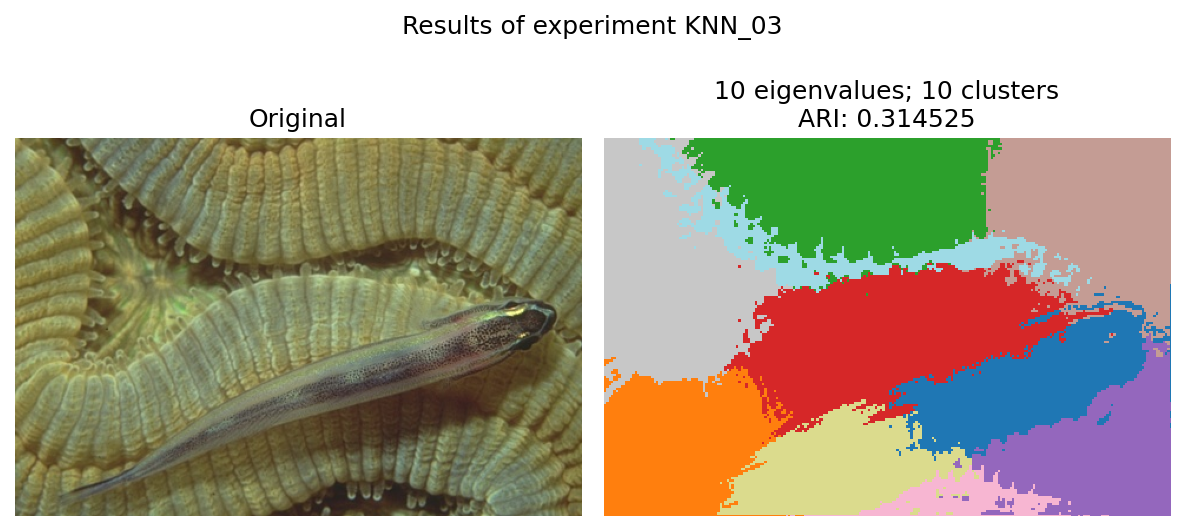 Results of experiment KNN_03
Original
10 eigenvalues; 10 clusters
ARI: 0.314525